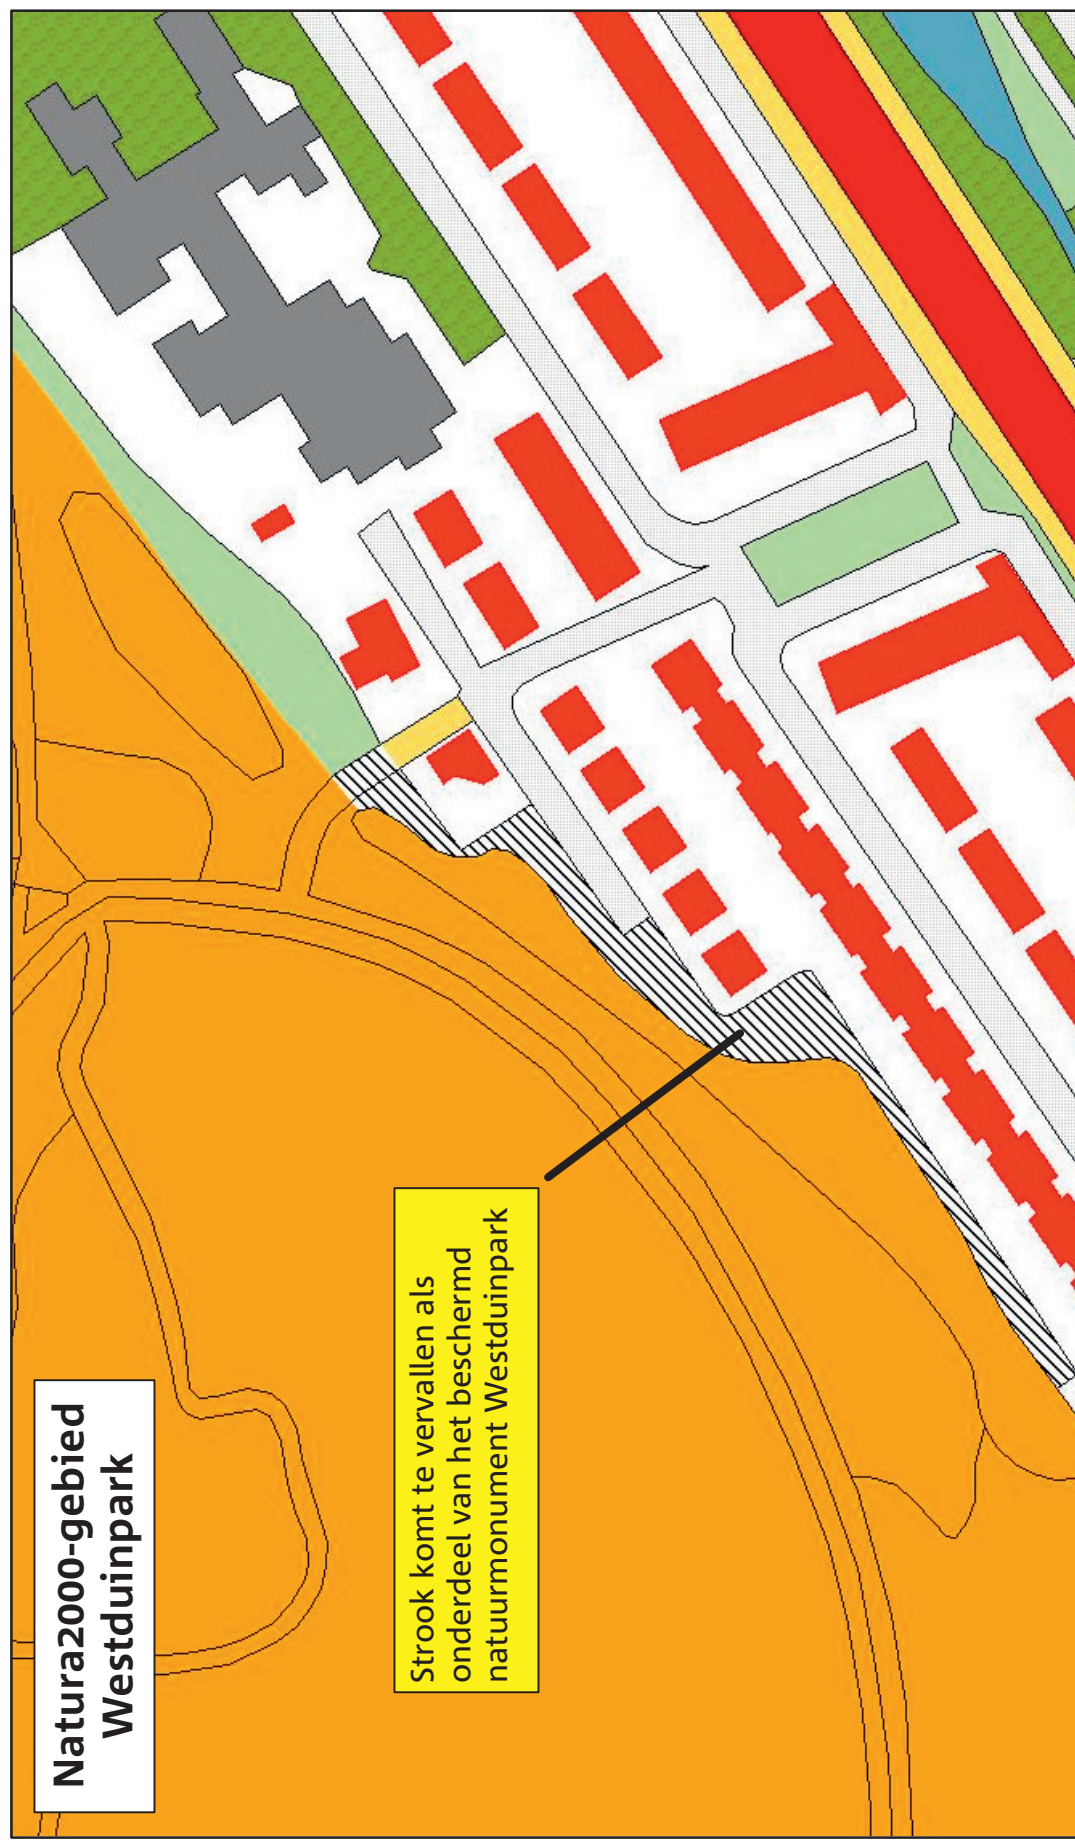 Natura2000-gebied
Westduinpark
Strook komt te vervallen als
onderdeel van het beschermd
natuurmonument Westduinpark